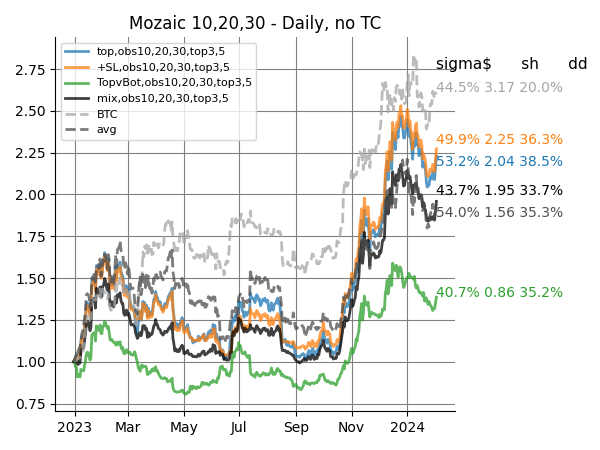 Mozaic 10,20,30 - Daily, no TC
top,obs10,20,30,top3,5
+SL,obs10,20,30,top3,5
TopvBot,obs10,20,30,top3,5
mix,obs10,20,30,top3,5
BTC
avg
sigma$ sh dd
44.5% 3.17 20.0%
49.9% 2.25 36.3%
53.2% 2.04 38.5%
43.7% 1.95 33.7%
54.0% 1.56 35.3%
40.7% 0.86 35.2%
2.75
2.50
2.25
2.00
1.75
1.50
1.25
1.00
0.75
2023 Mar May Jul Sep Nov 2024